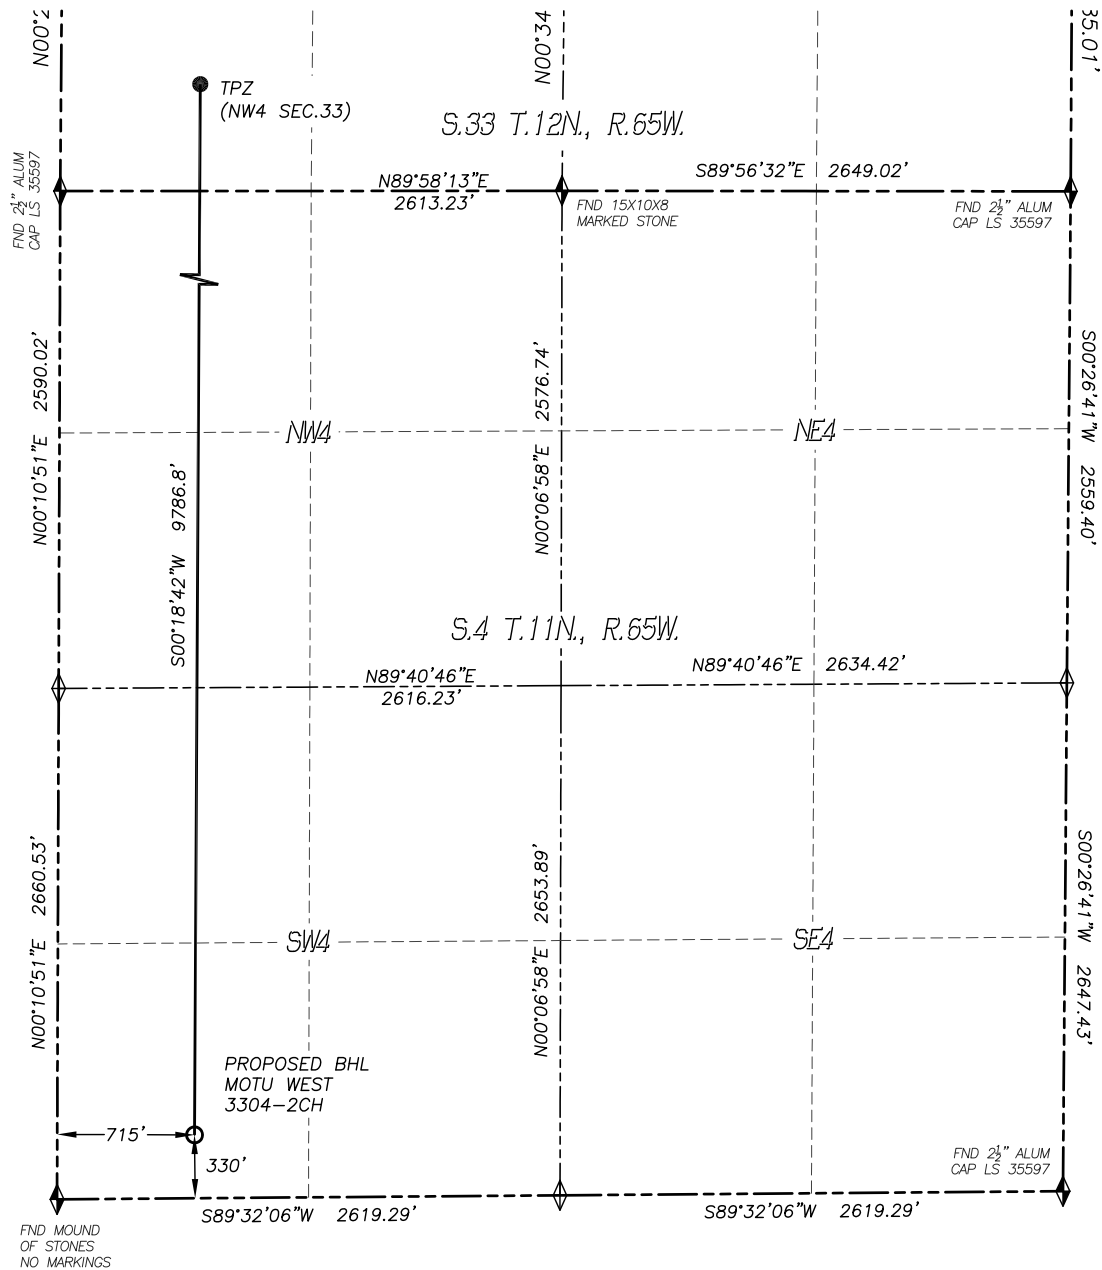 N00°2
N00°34
35.01'
TPZ
(NW4 SEC.33)
S.33 T.12N., R.65W.
FND 2½" ALUM
CAP LS 35597
N89°58'13"E
2613.23'
S89°56'32"E 2649.02'
FND 15X10X8
MARKED STONE
FND 2½" ALUM
CAP LS 35597
N00°10'51"E 2590.02'
S00°18'42"W 9786.8'
N00°06'58"E 2576.74'
S00°26'41"W 2559.40'
NW4
NE4
S.4 T.11N., R.65W.
N89°40'46"E
2616.23'
N89°40'46"E 2634.42'
N00°10'51"E 2660.53'
N00°06'58"E 2653.89'
S00°26'41"W 2647.43'
SW4
SE4
PROPOSED BHL
MOTU WEST
3304-2CH
715'
330'
FND 2½" ALUM
CAP LS 35597
S89°32'06"W 2619.29'
S89°32'06"W 2619.29'
FND MOUND
OF STONES
NO MARKINGS